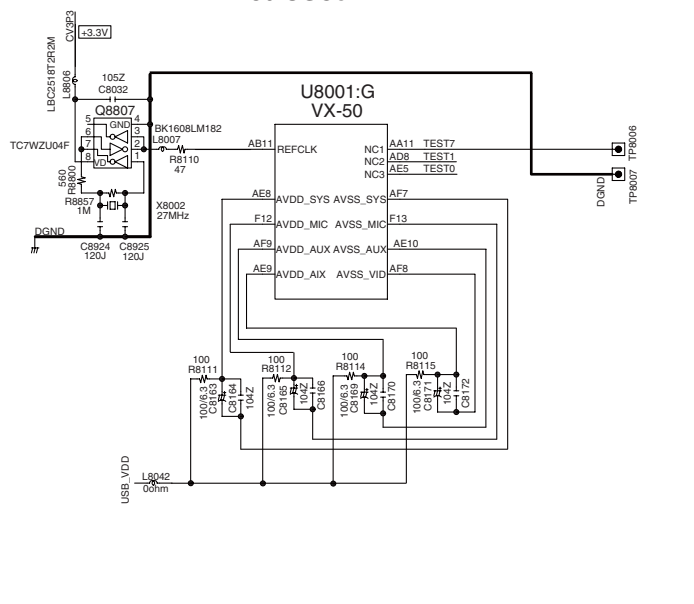 CV3P3
+3.3V
LBC2518T2R2M
L8806
105Z
C8032
U8001:G
VX-50
Q8807
5 GND 4
6 3
7 2
8 VD 1
TC7WZU04F
BK1608LM182
L8007
R8110
47
AB11 REFCLK
NC1 AA11 TEST7
NC2 AD8 TEST1
NC3 AE5 TEST0
TP8006
TP8007
DGND
560
R8800
R8857
1M
X8002
27MHz
AE8 AVDD_SYS AVSS_SYS AF7
F12 AVDD_MIC AVSS_MIC F13
AF9 AVDD_AUX AVSS_AUX AE10
AE9 AVDD_AIX AVSS_VID AF8
DGND
C8924
120J
C8925
120J
100
R8111
100/6.3
C8163
C8164
104Z
100
R8112
100/6.3
C8165
104Z
C8166
100
R8114
100/6.3
C8169
104Z
C8170
100
R8115
100/6.3
C8171
104Z
C8172
USB_VDD
L8042
0ohm